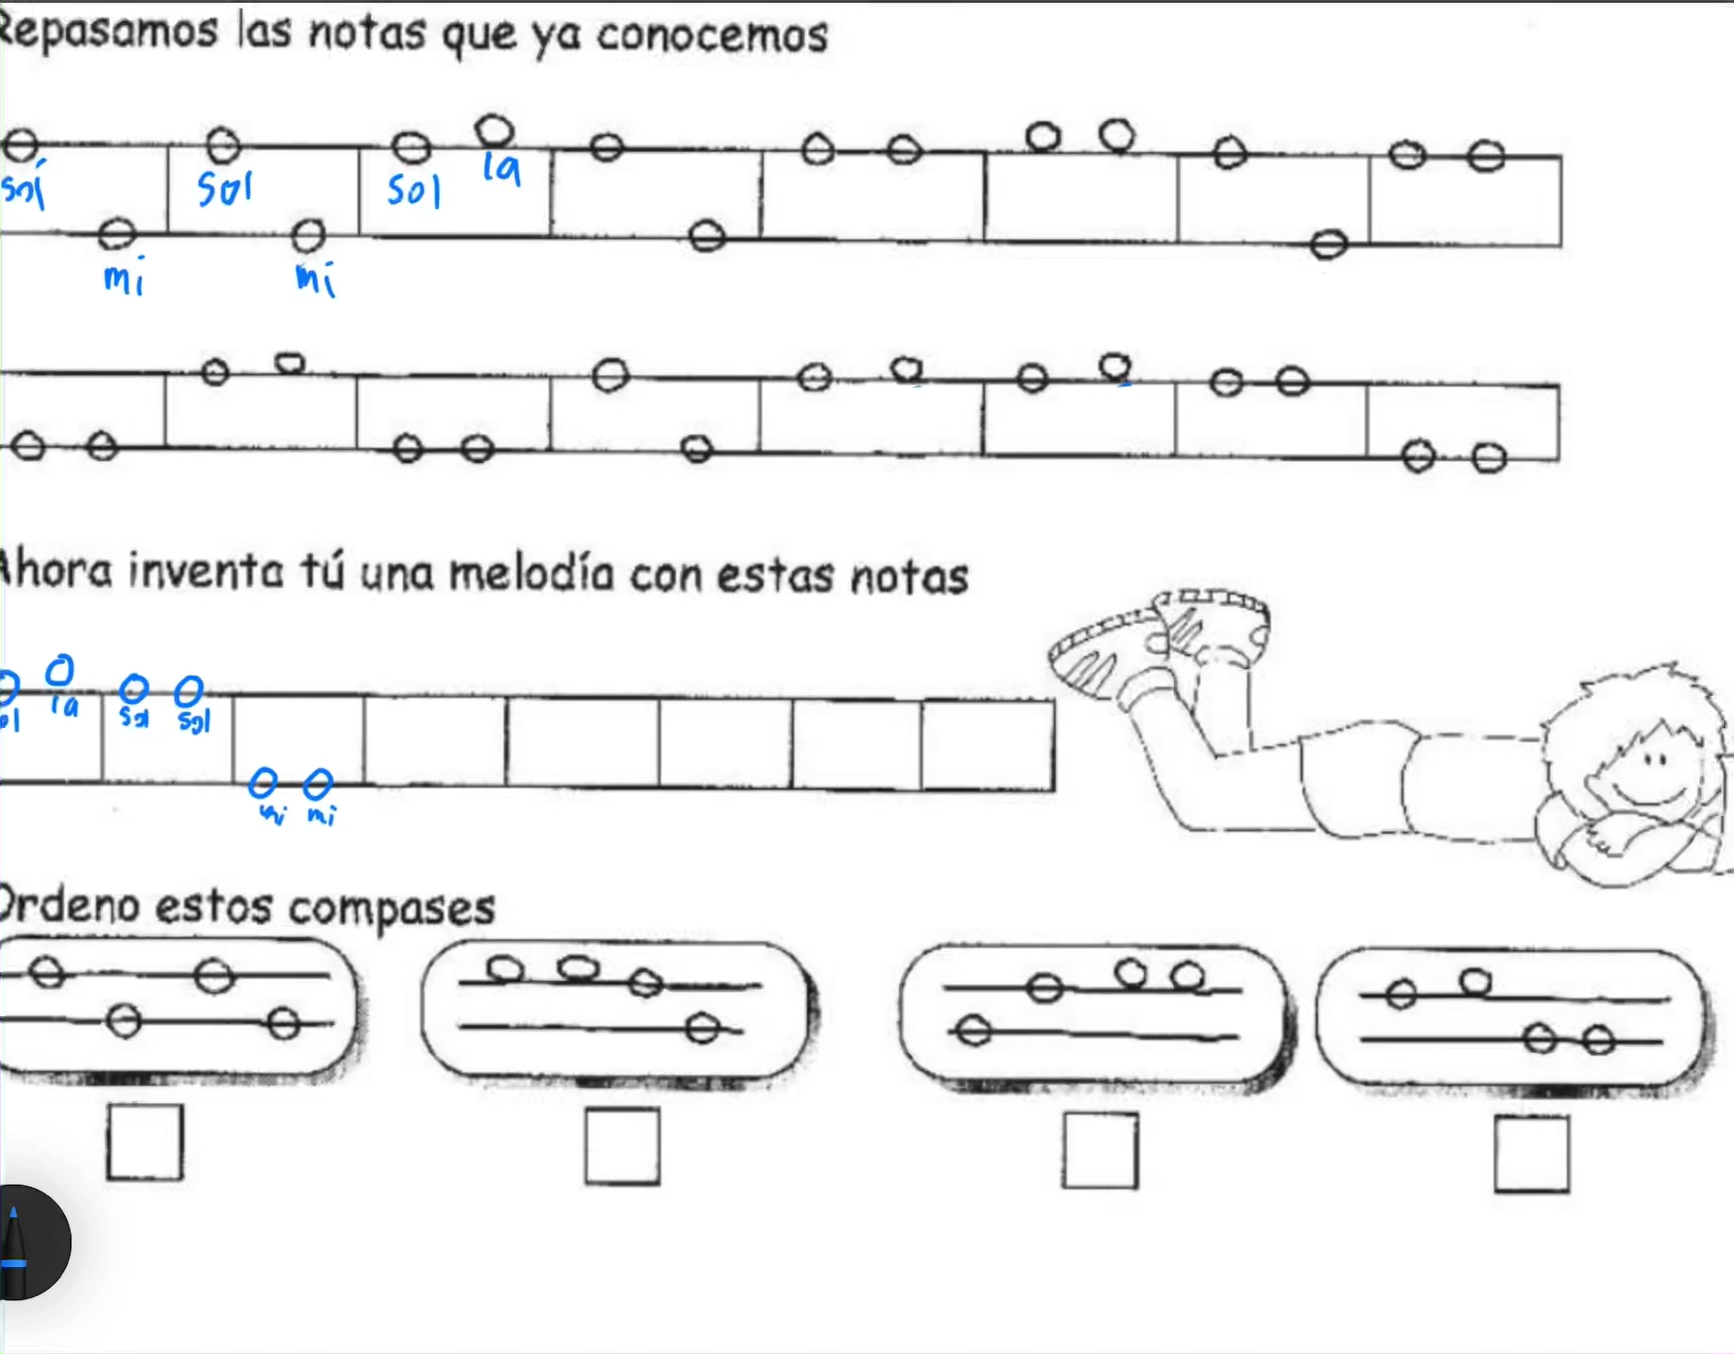 Repasamos las notas que ya conocemos
sol sol sol la
mi mi
Ahora inventa tú una melodía con estas notas
la sol sol
mi mi
Ordeno estos compases